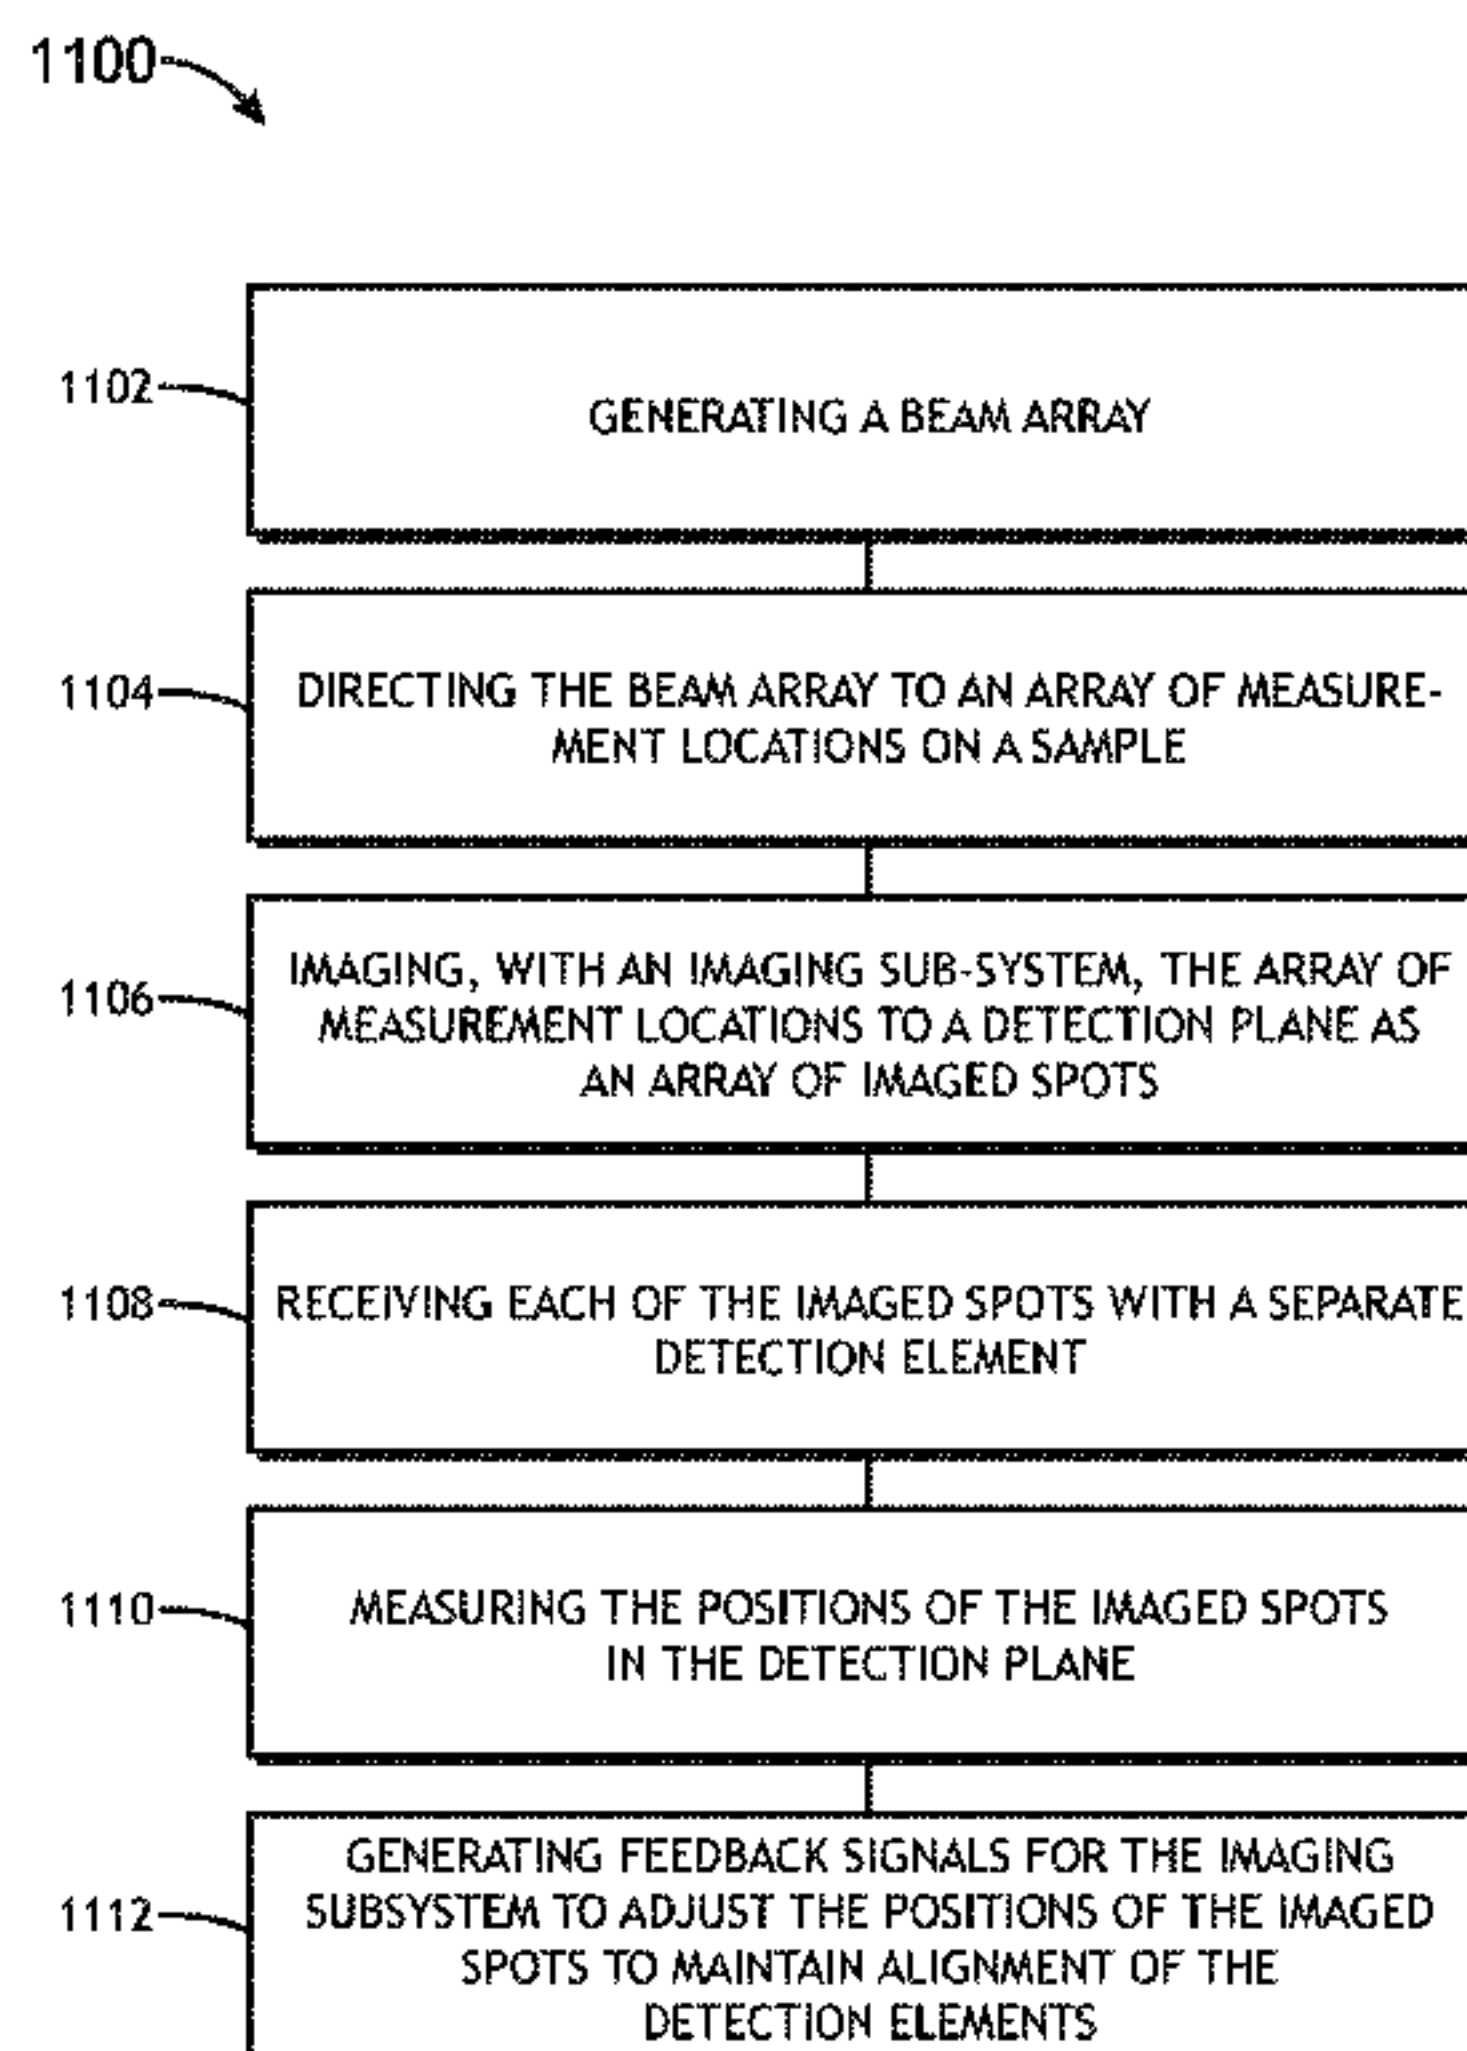 1100
1102
GENERATING A BEAM ARRAY
1104
DIRECTING THE BEAM ARRAY TO AN ARRAY OF MEASURE-
MENT LOCATIONS ON A SAMPLE
1106
IMAGING, WITH AN IMAGING SUB-SYSTEM, THE ARRAY OF
MEASUREMENT LOCATIONS TO A DETECTION PLANE AS
AN ARRAY OF IMAGED SPOTS
1108
RECEIVING EACH OF THE IMAGED SPOTS WITH A SEPARATE
DETECTION ELEMENT
1110
MEASURING THE POSITIONS OF THE IMAGED SPOTS
IN THE DETECTION PLANE
1112
GENERATING FEEDBACK SIGNALS FOR THE IMAGING
SUBSYSTEM TO ADJUST THE POSITIONS OF THE IMAGED
SPOTS TO MAINTAIN ALIGNMENT OF THE
DETECTION ELEMENTS